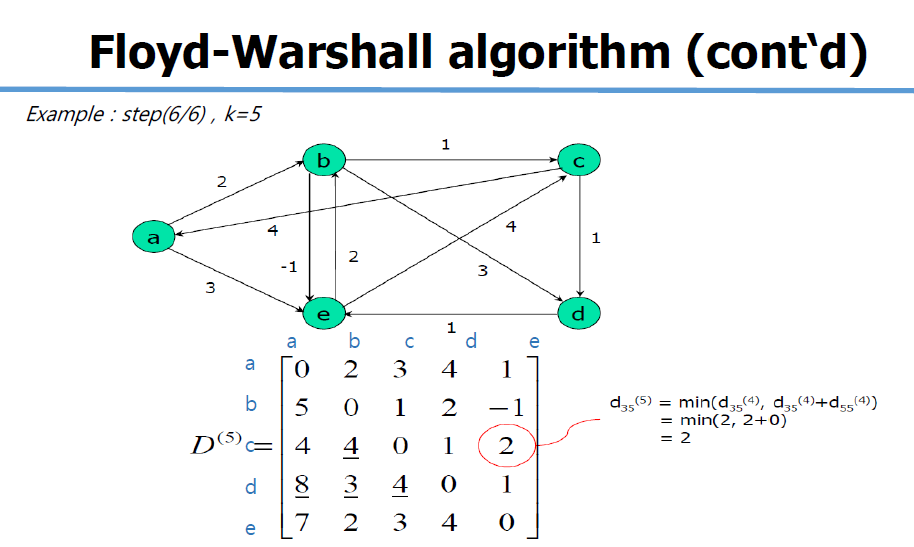 Floyd-Warshall algorithm (cont'd)
Example : step(6/6) , k=5
1
b
c
2
4
4
1
a
-1
2
3
3
e
d
1
a b c d e
a 0 2 3 4 1
b 5 0 1 2 −1
D(5) = c 4 4 0 1 2
d 8 3 4 0 1
e 7 2 3 4 0
d35(5) = min(d35(4), d35(4)+d55(4))
= min(2, 2+0)
= 2